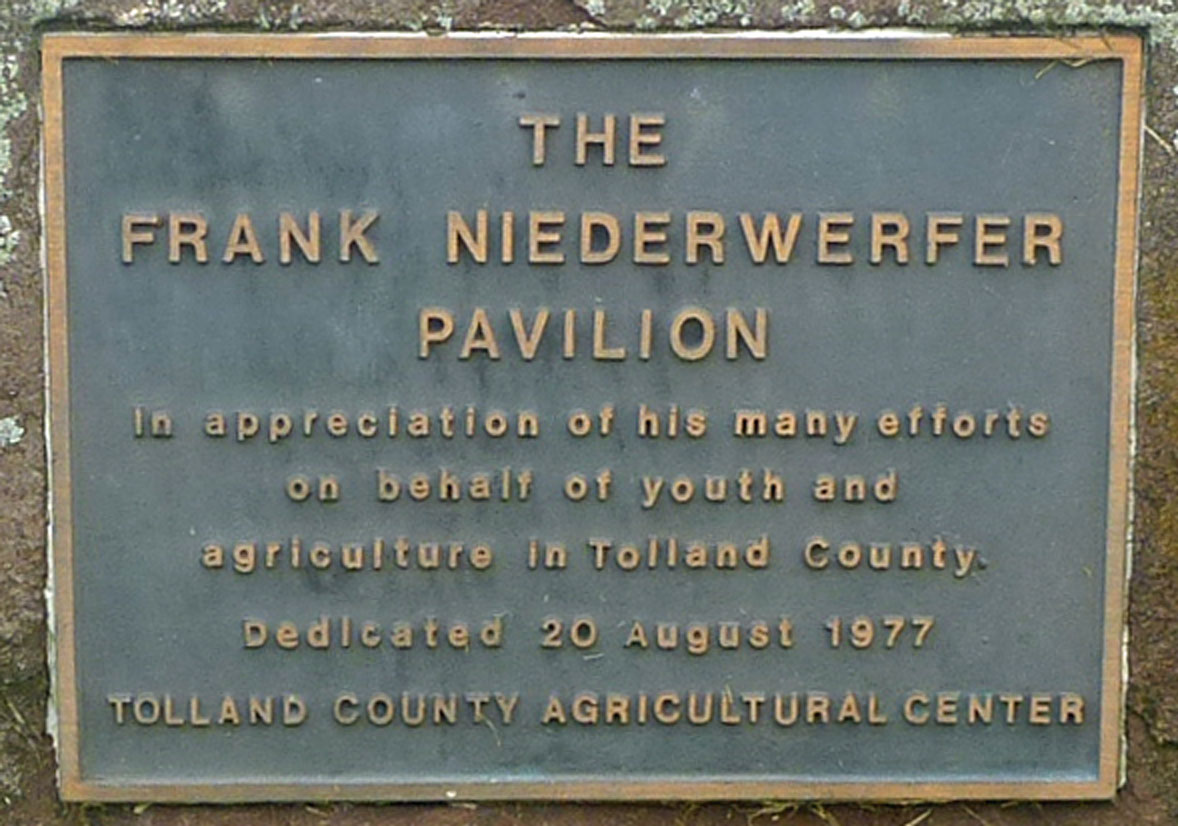 THE
FRANK NIEDERWERFER
PAVILION
In appreciation of his many efforts
on behalf of youth and
agriculture in Tolland County.
Dedicated 20 August 1977
TOLLAND COUNTY AGRICULTURAL CENTER